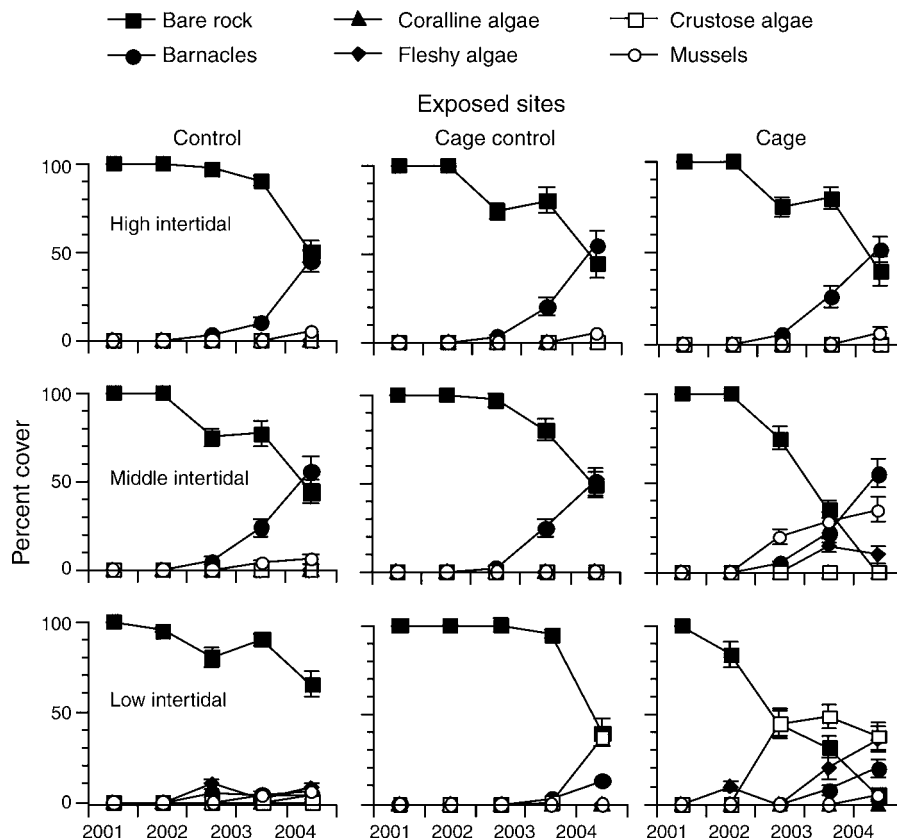 Bare rock Coralline algae Crustose algae
Barnacles Fleshy algae Mussels
Exposed sites
Control Cage control Cage
100
High intertidal
50
0
100
Middle intertidal
50
0
100
Low intertidal
50
0
Percent cover
2001 2002 2003 2004 2001 2002 2003 2004 2001 2002 2003 2004